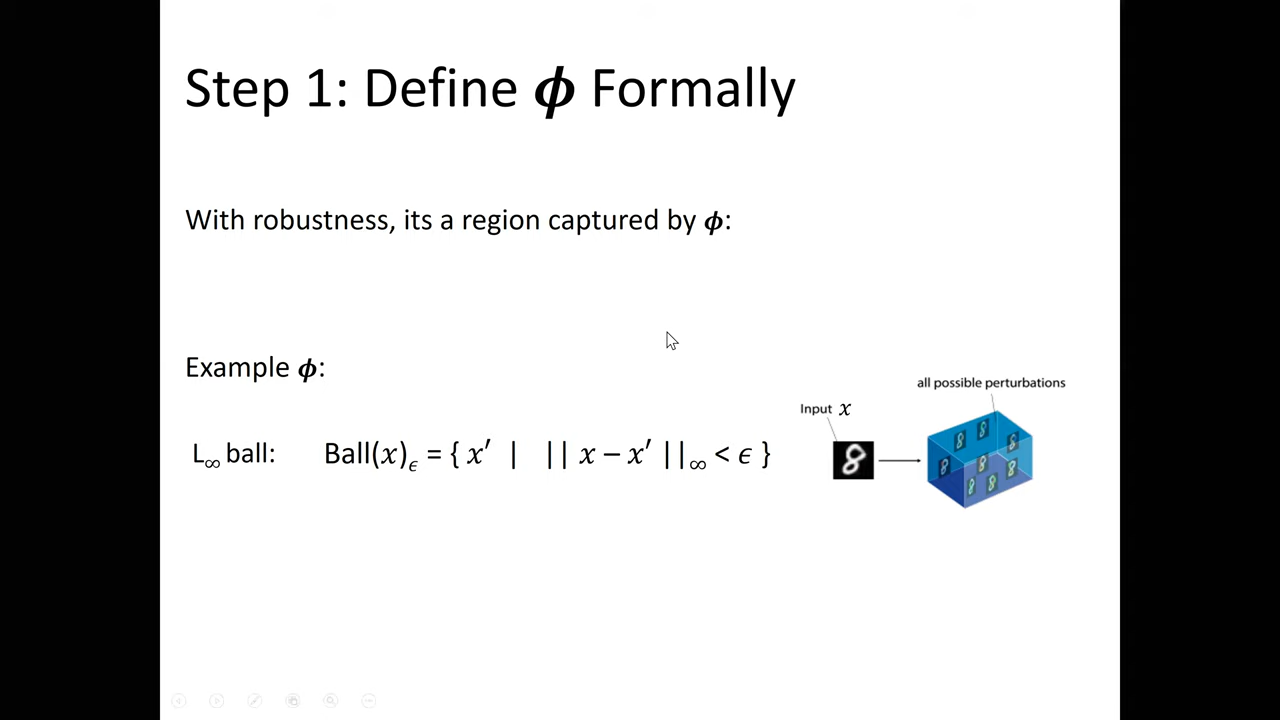 Step 1: Define ϕ Formally
With robustness, its a region captured by ϕ:
Example ϕ:
all possible perturbations
Input x
L∞ ball: Ball(x)ϵ = { x′ | || x − x′ ||∞ < ϵ }